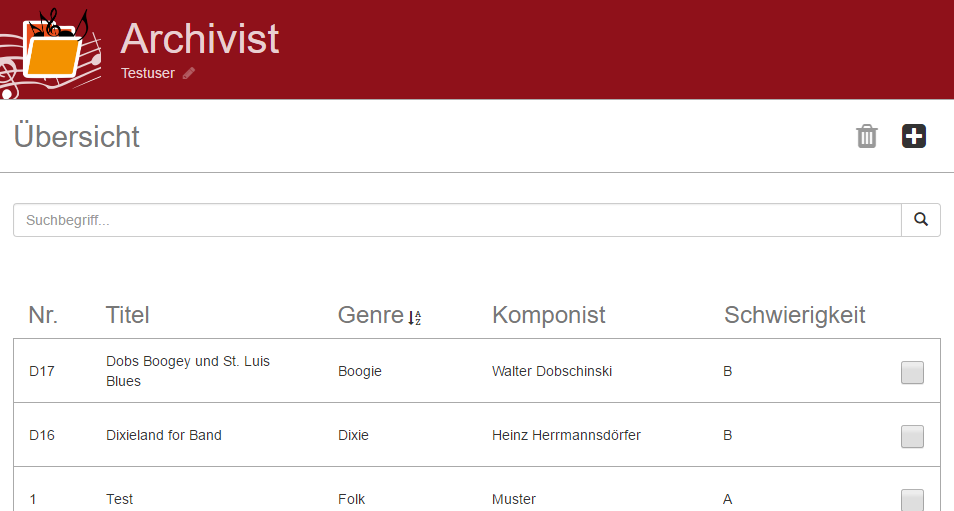 Archivist
Testuser
Übersicht
Suchbegriff...
Nr. Titel Genre Komponist Schwierigkeit
D17 Dobs Boogey und St. Luis Blues Boogie Walter Dobschinski B
D16 Dixieland for Band Dixie Heinz Herrmannsdörfer B
1 Test Folk Muster A